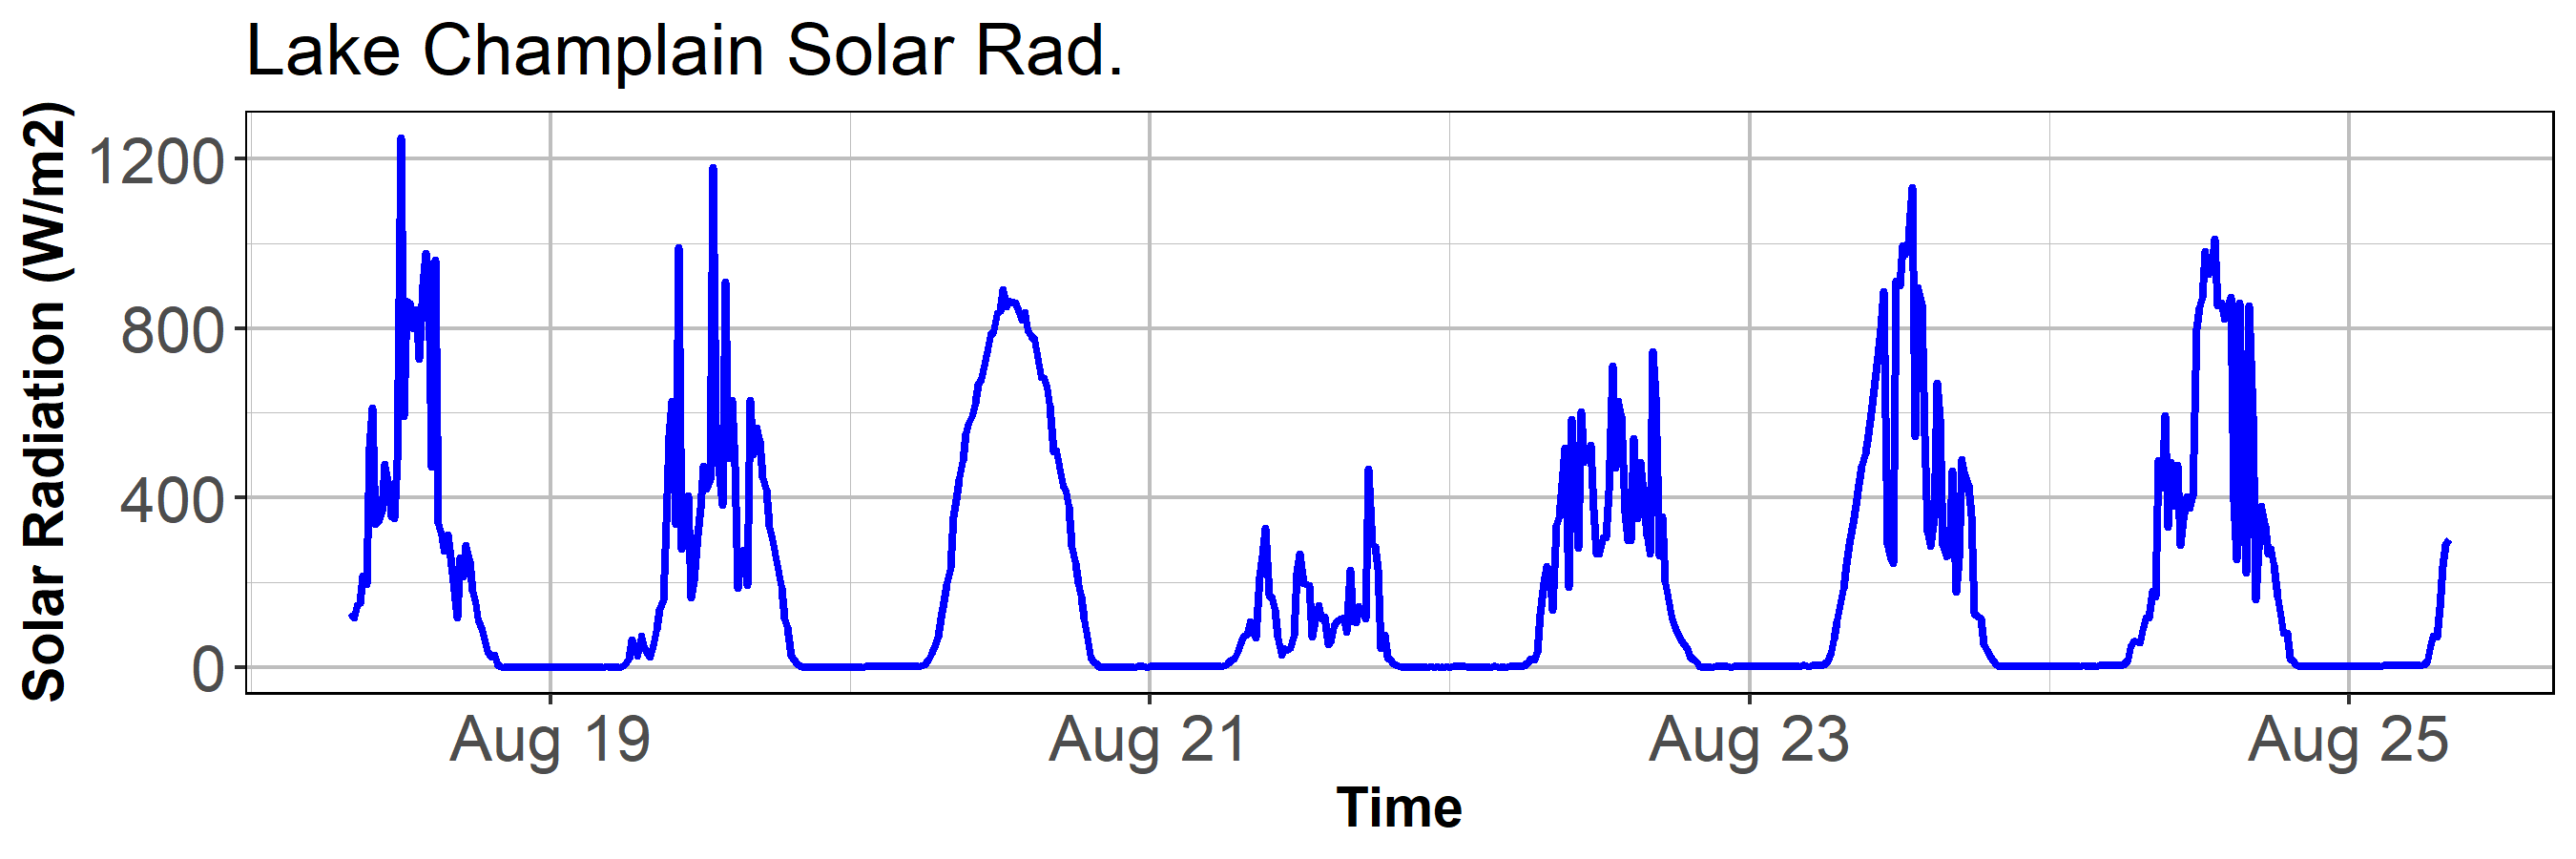 Lake Champlain Solar Rad.
Solar Radiation (W/m2)
1200
800
400
0
Aug 19 Aug 21 Aug 23 Aug 25
Time